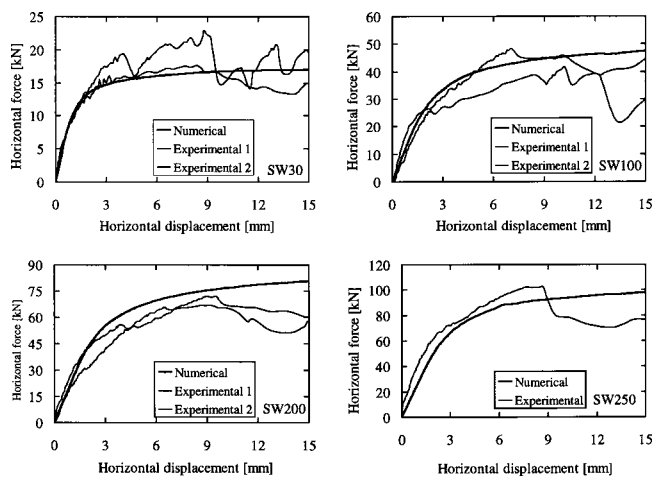 25
20
15
10
5
0
Horizontal force [kN]
Numerical
Experimental 1
Experimental 2
SW30
0 3 6 9 12 15
Horizontal displacement [mm]
60
50
40
30
20
10
0
Horizontal force [kN]
Numerical
Experimental 1
Experimental 2
SW100
0 3 6 9 12 15
Horizontal displacement [mm]
90
75
60
45
30
15
0
Horizontal force [kN]
Numerical
Experimental 1
Experimental 2
SW200
0 3 6 9 12 15
Horizontal displacement [mm]
120
100
80
60
40
20
0
Horizontal force [kN]
Numerical
Experimental
SW250
0 3 6 9 12 15
Horizontal displacement [mm]